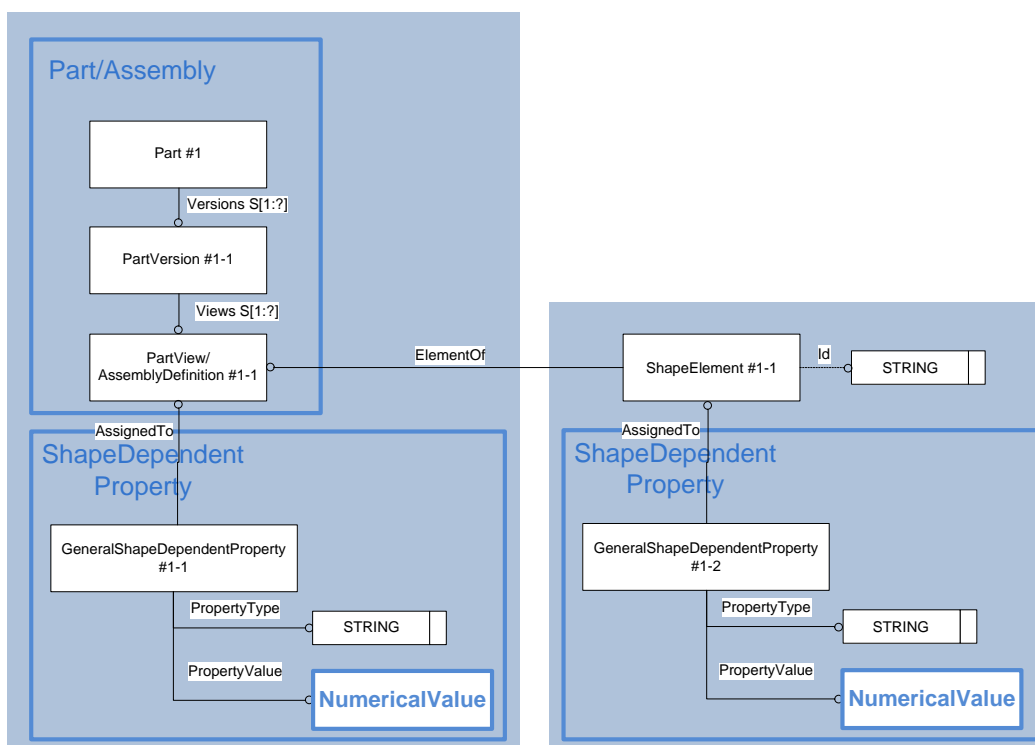 Part/Assembly
Part #1
Versions S[1:?]
PartVersion #1-1
Views S[1:?]
PartView/
AssemblyDefinition #1-1
ElementOf
ShapeElement #1-1
Id
STRING
AssignedTo
ShapeDependent
Property
GeneralShapeDependentProperty
#1-1
PropertyType
STRING
PropertyValue
NumericalValue
AssignedTo
ShapeDependent
Property
GeneralShapeDependentProperty
#1-2
PropertyType
STRING
PropertyValue
NumericalValue